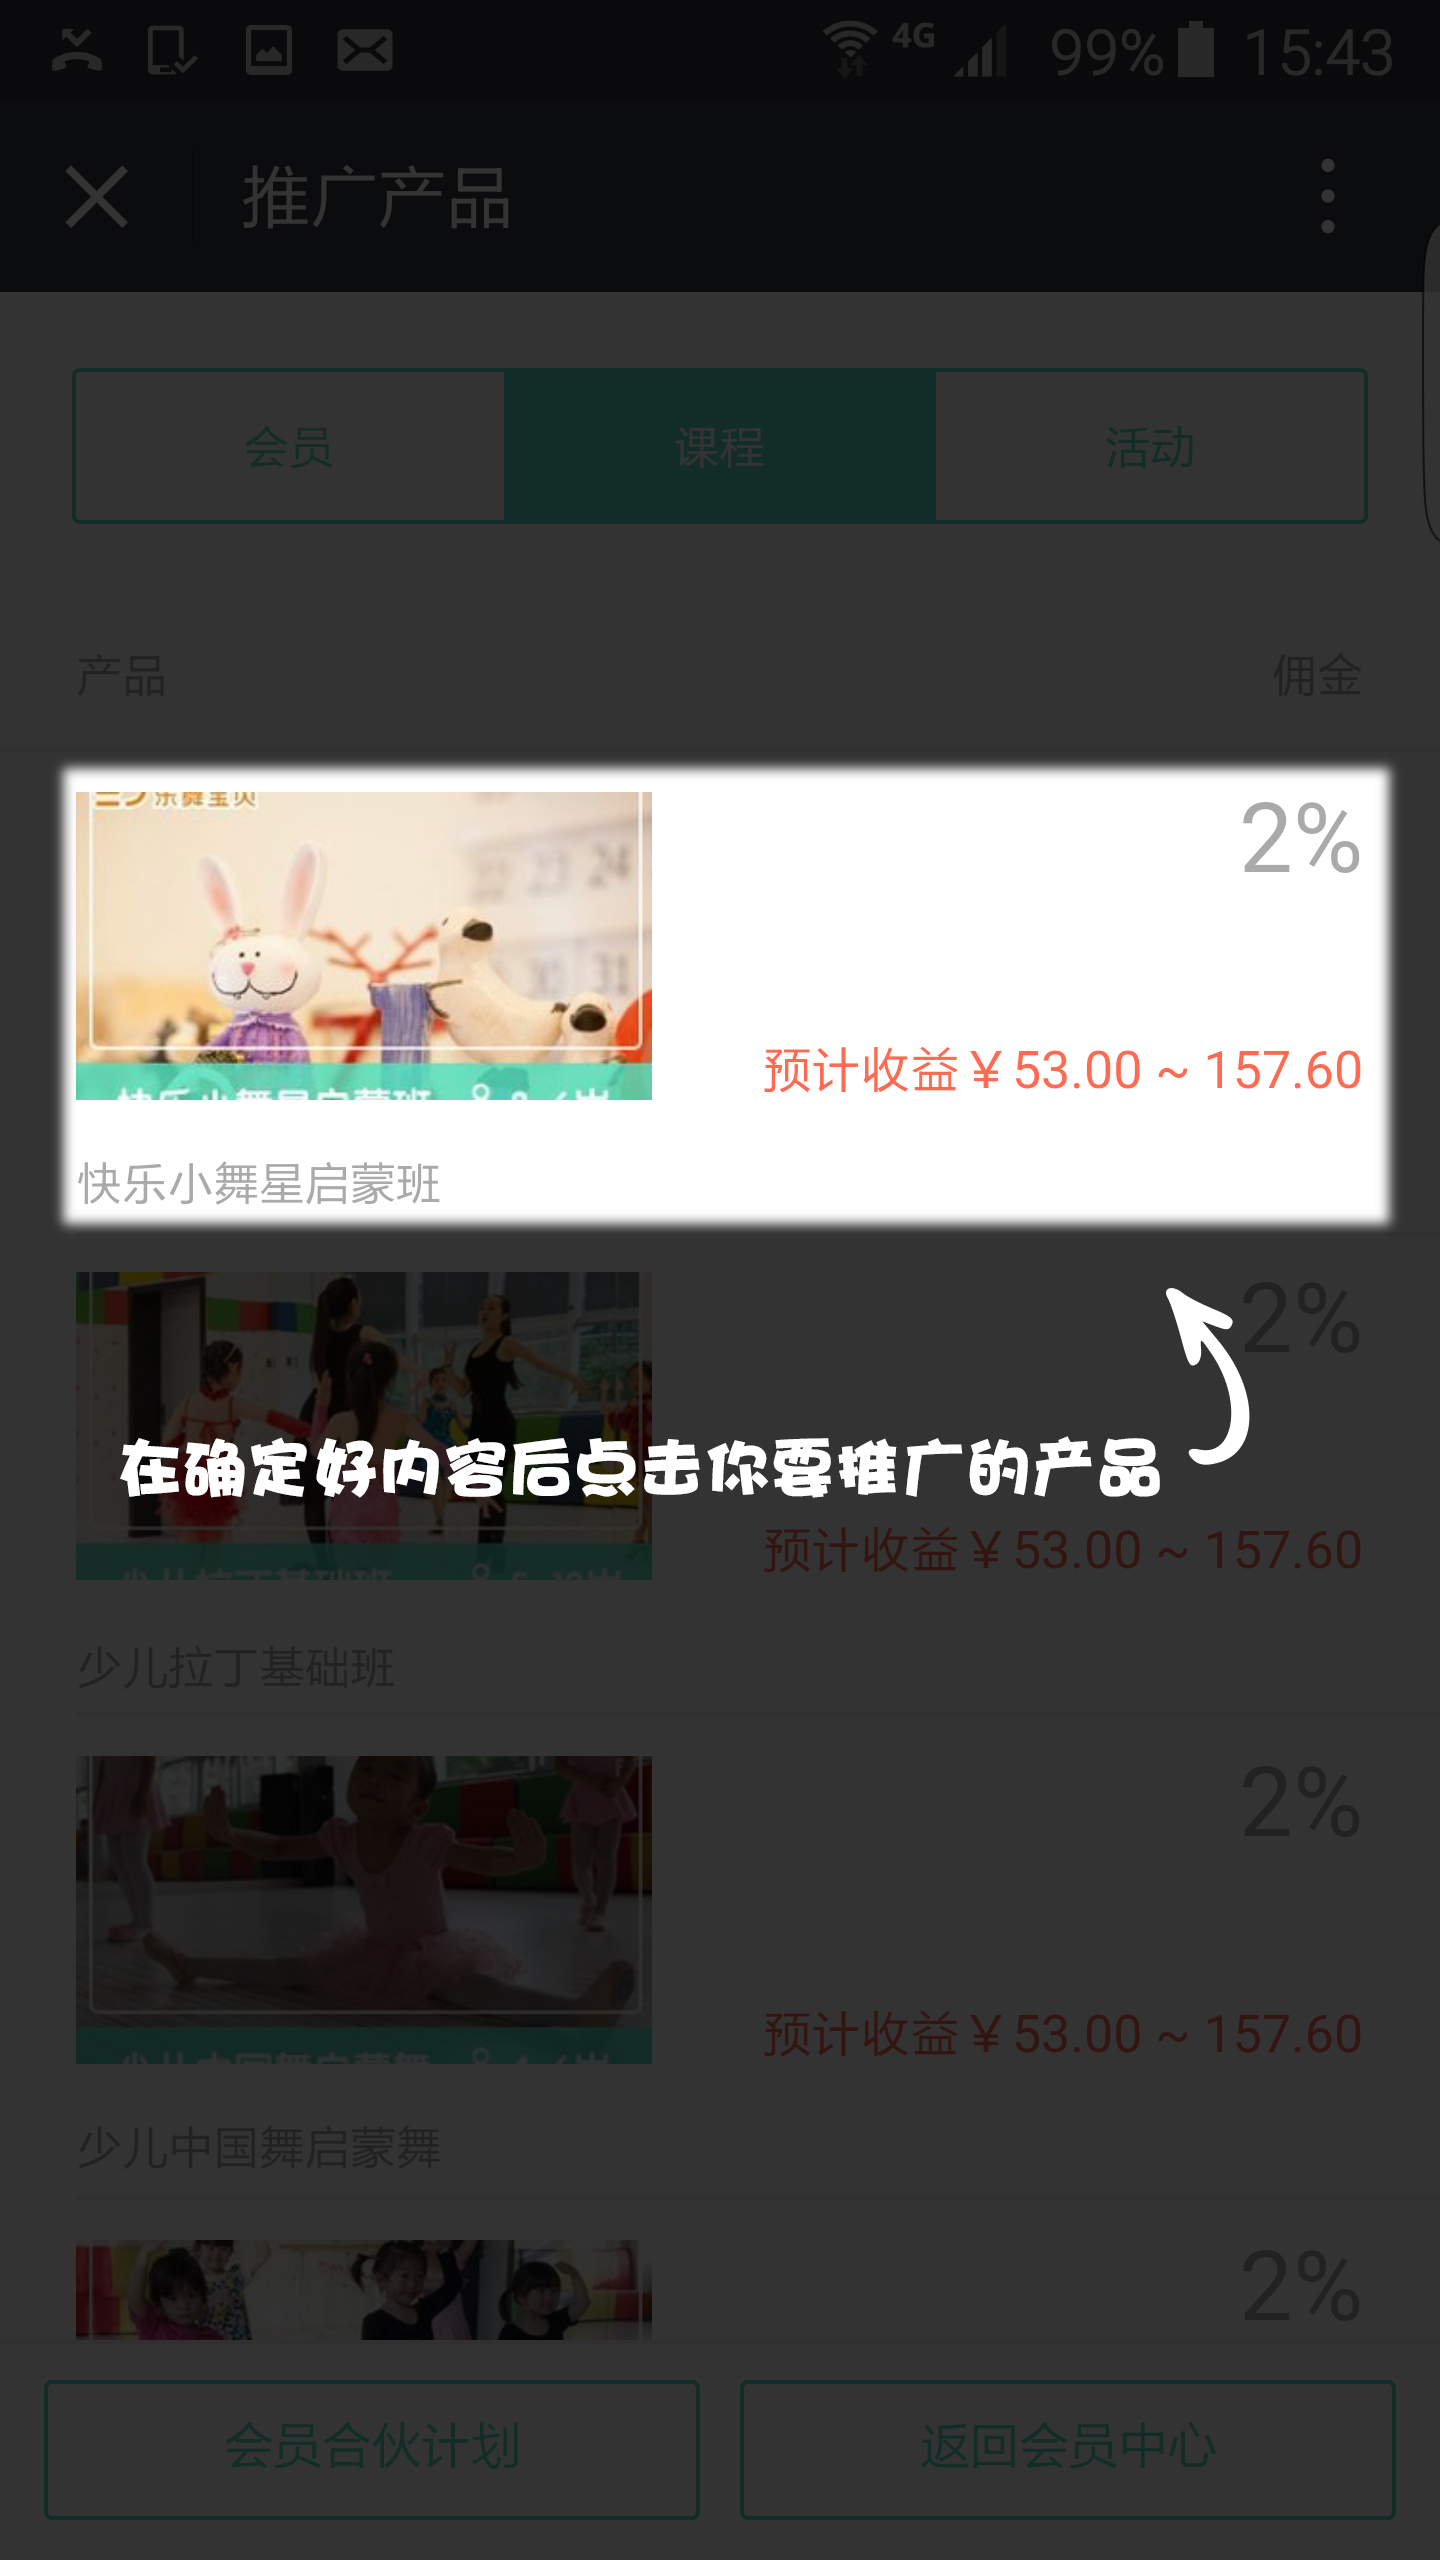 4G 99% 15:43
推广产品
会员 课程 活动
产品 佣金
2%
预计收益¥53.00 ~ 157.60
快乐小舞星启蒙班
2%
在确定好内容后点击你要推广的产品
预计收益¥53.00 ~ 157.60
少儿拉丁基础班
2%
预计收益¥53.00 ~ 157.60
少儿中国舞启蒙舞
2%
会员合伙计划 返回会员中心